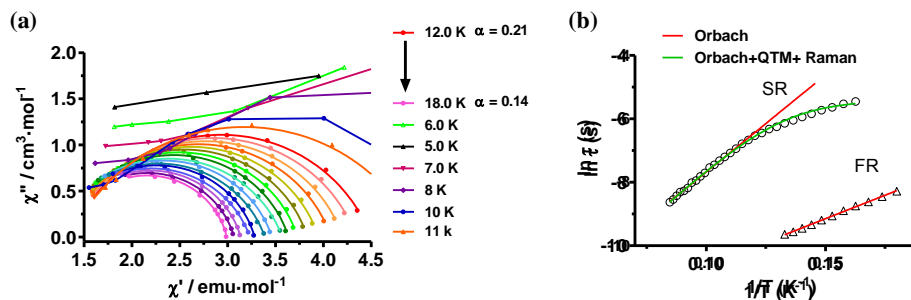 (a)
2.0
1.5
1.0
0.5
0.0
1.5 2.0 2.5 3.0 3.5 4.0 4.5
χ'' / cm³·mol⁻¹
χ' / emu·mol⁻¹
12.0 K α = 0.21
18.0 K α = 0.14
6.0 K
5.0 K
7.0 K
8 K
10 K
11 k
(b)
Orbach
Orbach+QTM+ Raman
-4
-6
-8
-10
SR
FR
0.10 0.15
ln τ (s)
1/T (K⁻¹)